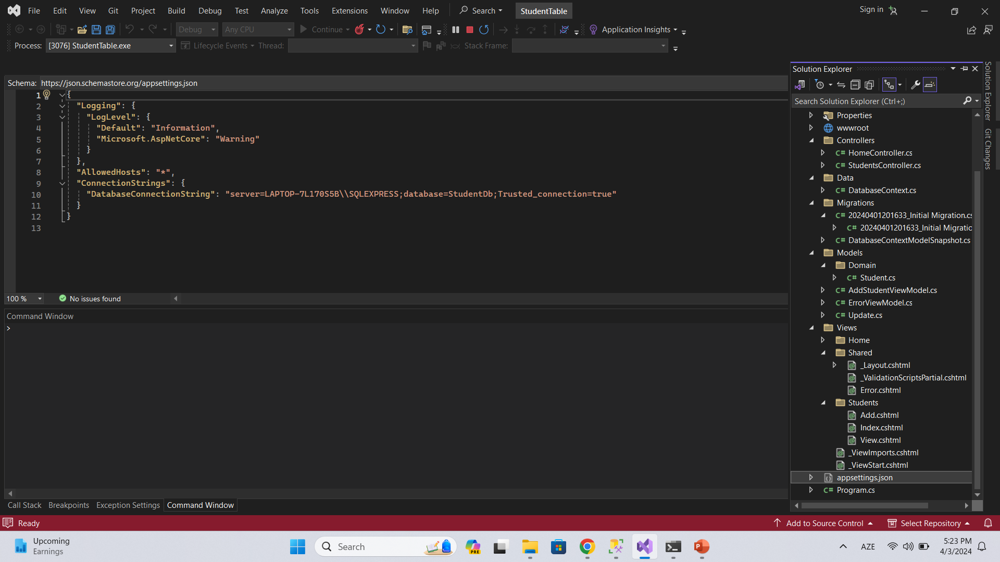 File Edit View Git Project Build Debug Test Analyze Tools Extensions Window Help Search StudentTable Sign in
Debug Any CPU Continue Application Insights
Process: [3076] StudentTable.exe Lifecycle Events Thread: Stack Frame:
Schema: https://json.schemastore.org/appsettings.json
1 {
2 "Logging": {
3 "LogLevel": {
4 "Default": "Information",
5 "Microsoft.AspNetCore": "Warning"
6 }
7 },
8 "AllowedHosts": "*",
9 "ConnectionStrings": {
10 "DatabaseConnectionString": "server=LAPTOP-7L170S5B\\SQLEXPRESS;database=StudentDb;Trusted_connection=true"
11 }
12 }
13
100 % No issues found
Command Window
>
Call Stack Breakpoints Exception Settings Command Window
Solution Explorer
Search Solution Explorer (Ctrl+;)
Properties
wwwroot
Controllers
C# HomeController.cs
C# StudentsController.cs
Data
C# DatabaseContext.cs
Migrations
C# 20240401201633_Initial Migration.cs
C# 20240401201633_Initial Migratio
C# DatabaseContextModelSnapshot.cs
Models
Domain
C# Student.cs
C# AddStudentViewModel.cs
C# ErrorViewModel.cs
C# Update.cs
Views
Home
Shared
_Layout.cshtml
_ValidationScriptsPartial.cshtml
Error.cshtml
Students
Add.cshtml
Index.cshtml
View.cshtml
_ViewImports.cshtml
_ViewStart.cshtml
appsettings.json
C# Program.cs
Solution Explorer
Git Changes
Ready Add to Source Control Select Repository
Upcoming
Earnings
Search
PRE
AZE
5:23 PM
4/3/2024